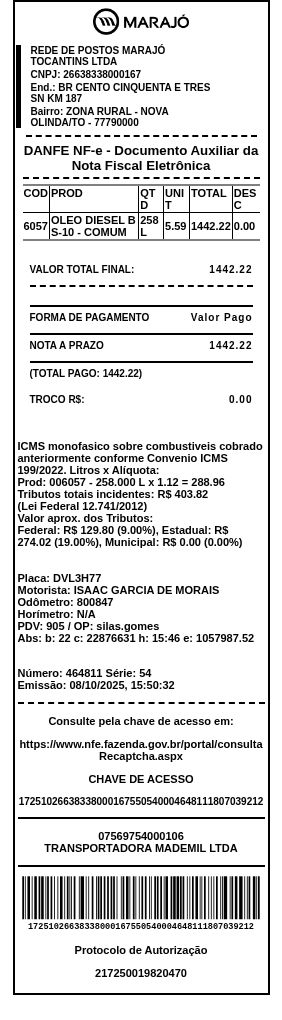 MARAJÓ
REDE DE POSTOS MARAJÓ
TOCANTINS LTDA
CNPJ: 26638338000167
End.: BR CENTO CINQUENTA E TRES
SN KM 187
Bairro: ZONA RURAL - NOVA
OLINDA/TO - 77790000
DANFE NF-e - Documento Auxiliar da
Nota Fiscal Eletrônica
COD PROD QT D UNI T TOTAL DES C
6057 OLEO DIESEL B S-10 - COMUM 258 L 5.59 1442.22 0.00
VALOR TOTAL FINAL: 1442.22
FORMA DE PAGAMENTO Valor Pago
NOTA A PRAZO 1442.22
(TOTAL PAGO: 1442.22)
TROCO R$: 0.00
ICMS monofasico sobre combustiveis cobrado
anteriormente conforme Convenio ICMS
199/2022. Litros x Alíquota:
Prod: 006057 - 258.000 L x 1.12 = 288.96
Tributos totais incidentes: R$ 403.82
(Lei Federal 12.741/2012)
Valor aprox. dos Tributos:
Federal: R$ 129.80 (9.00%), Estadual: R$
274.02 (19.00%), Municipal: R$ 0.00 (0.00%)
Placa: DVL3H77
Motorista: ISAAC GARCIA DE MORAIS
Odômetro: 800847
Horímetro: N/A
PDV: 905 / OP: silas.gomes
Abs: b: 22 c: 22876631 h: 15:46 e: 1057987.52
Número: 464811 Série: 54
Emissão: 08/10/2025, 15:50:32
Consulte pela chave de acesso em:
https://www.nfe.fazenda.gov.br/portal/consulta
Recaptcha.aspx
CHAVE DE ACESSO
17251026638338000167550540004648111807039212
07569754000106
TRANSPORTADORA MADEMIL LTDA
17251026638338000167550540004648111807039212
Protocolo de Autorização
217250019820470